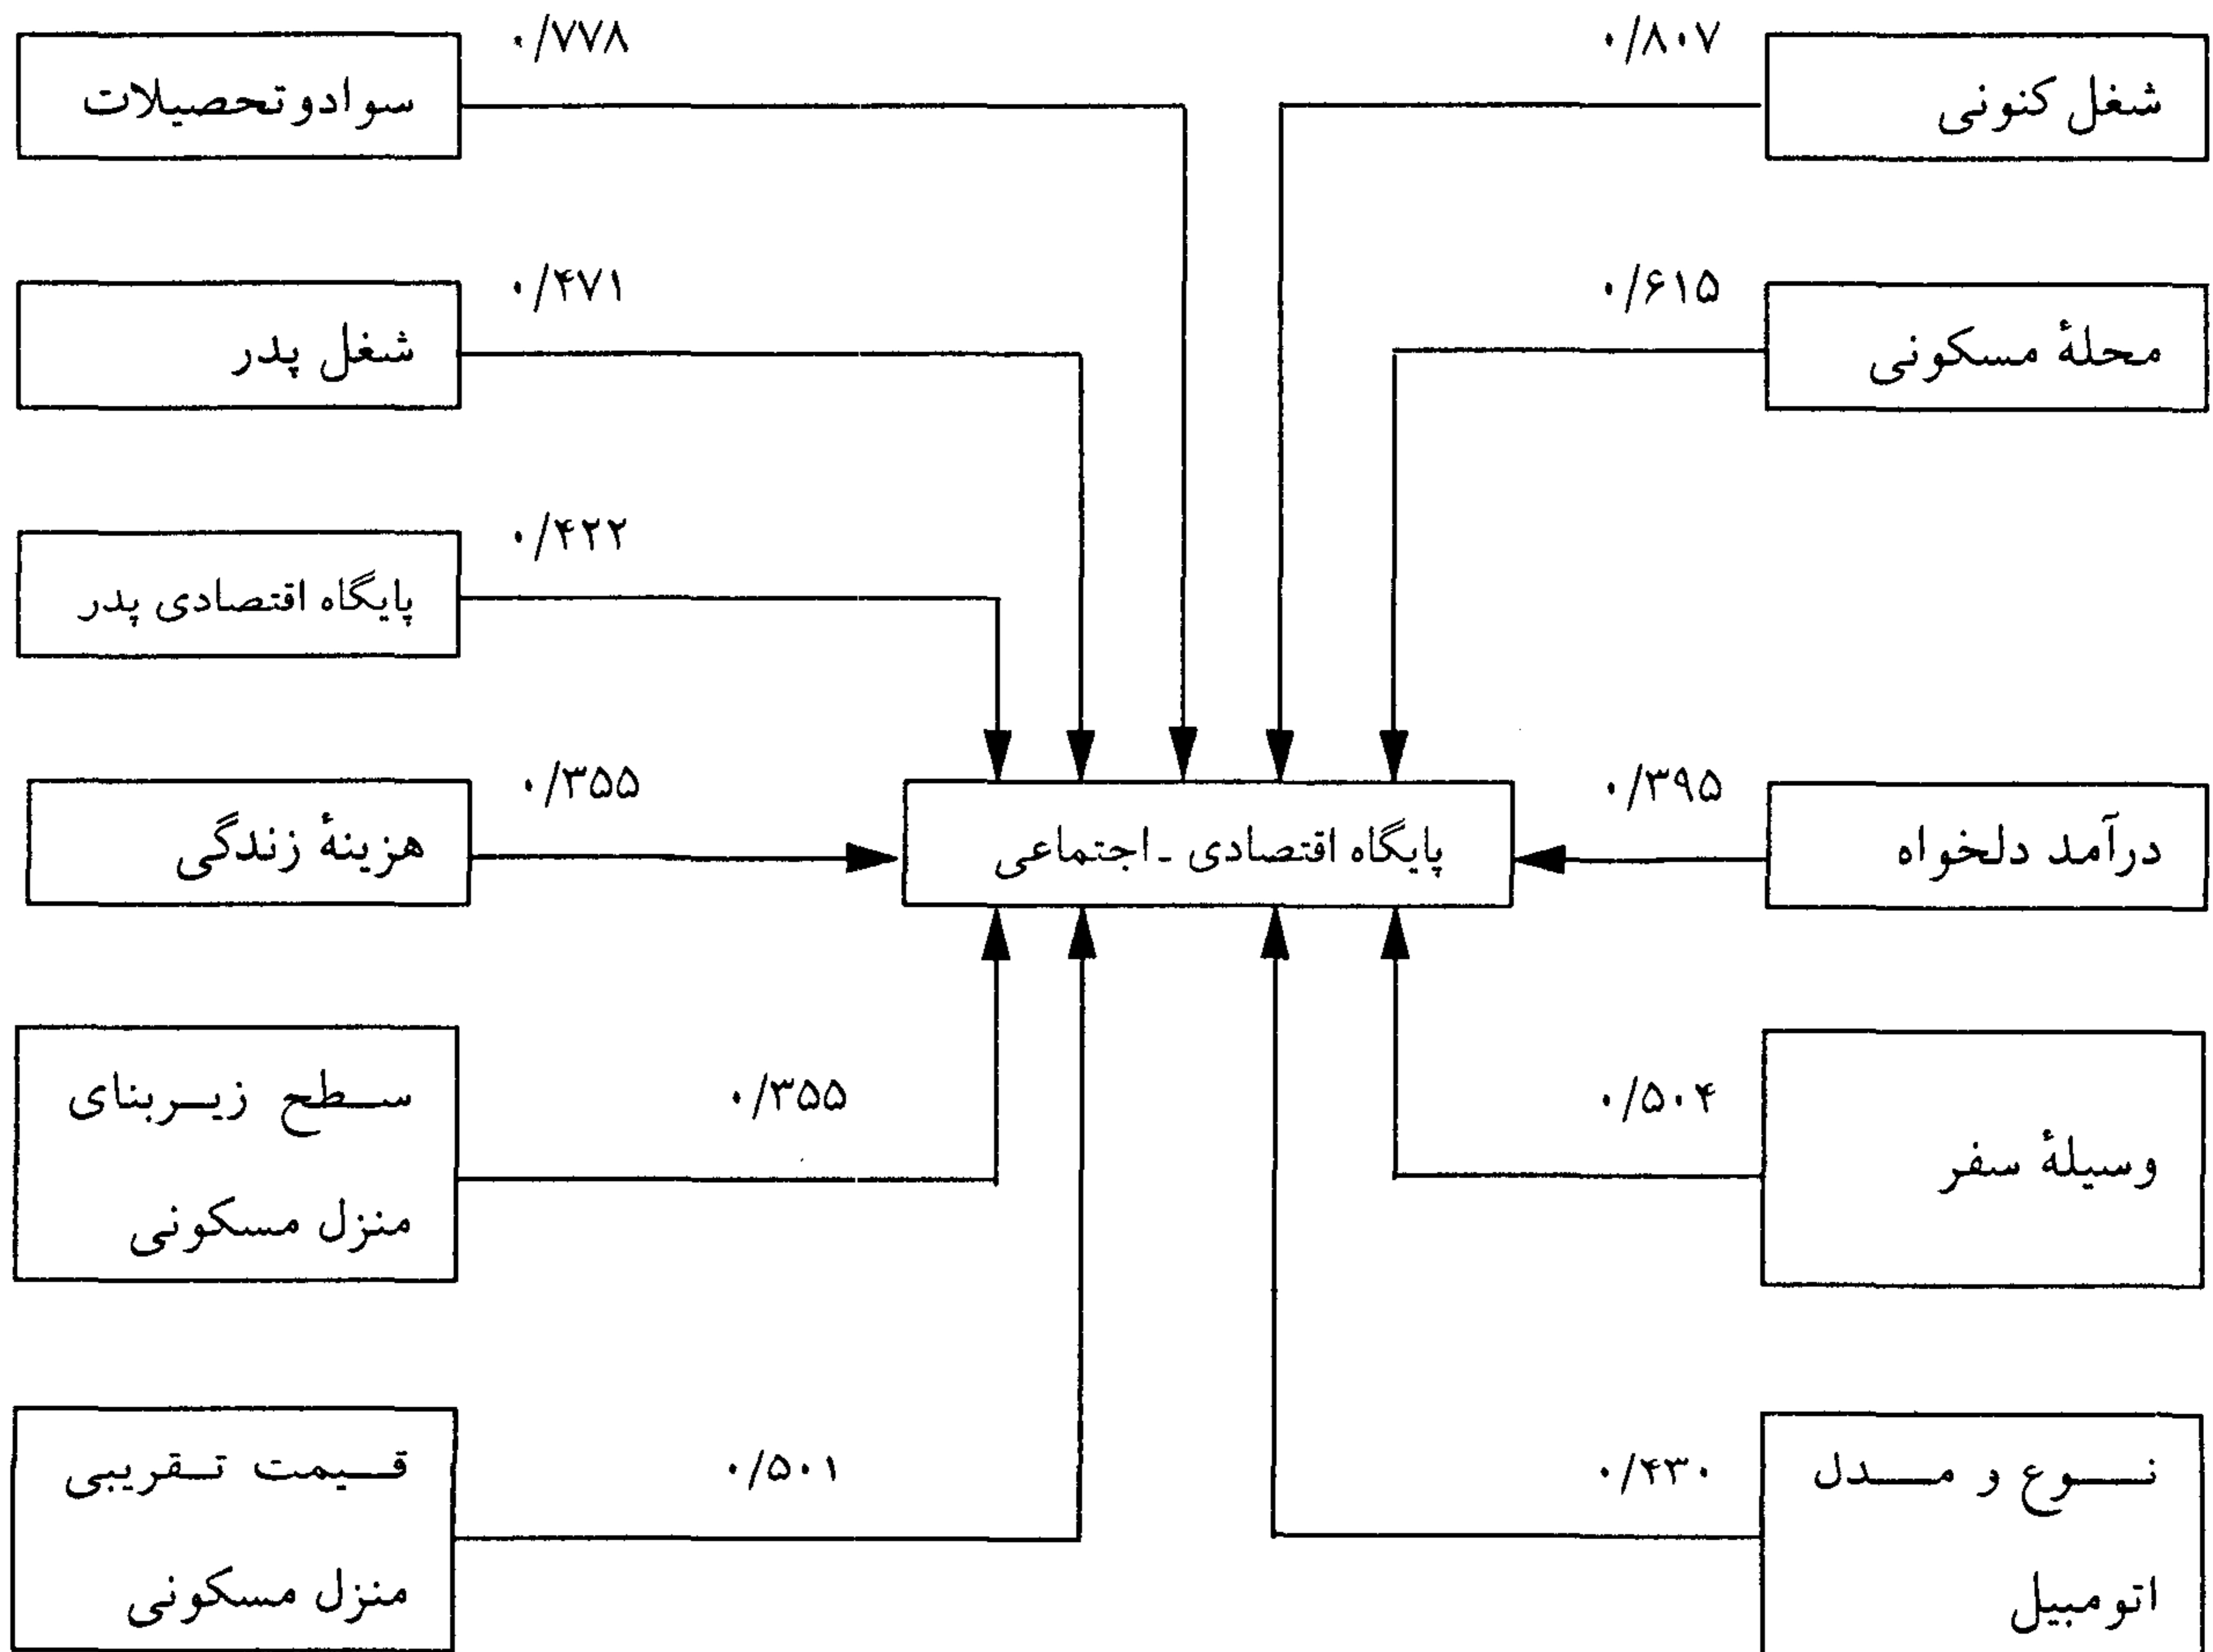 ۰/۸۰۷
شغل کنونی
۰/۷۷۸
سوادوتحصیلات
۰/۶۱۵
محلهٔ مسکونی
۰/۴۷۱
شغل پدر
۰/۴۲۲
پایگاه اقتصادی پدر
۰/۳۹۵
درآمد دلخواه
پایگاه اقتصادی ـ اجتماعی
۰/۳۵۵
هزینهٔ زندگی
۰/۵۰۴
وسیلهٔ سفر
۰/۳۵۵
سطح زیربنای
منزل مسکونی
۰/۴۳۰
نوع و مدل
اتومبیل
۰/۵۰۱
قیمت تقریبی
منزل مسکونی